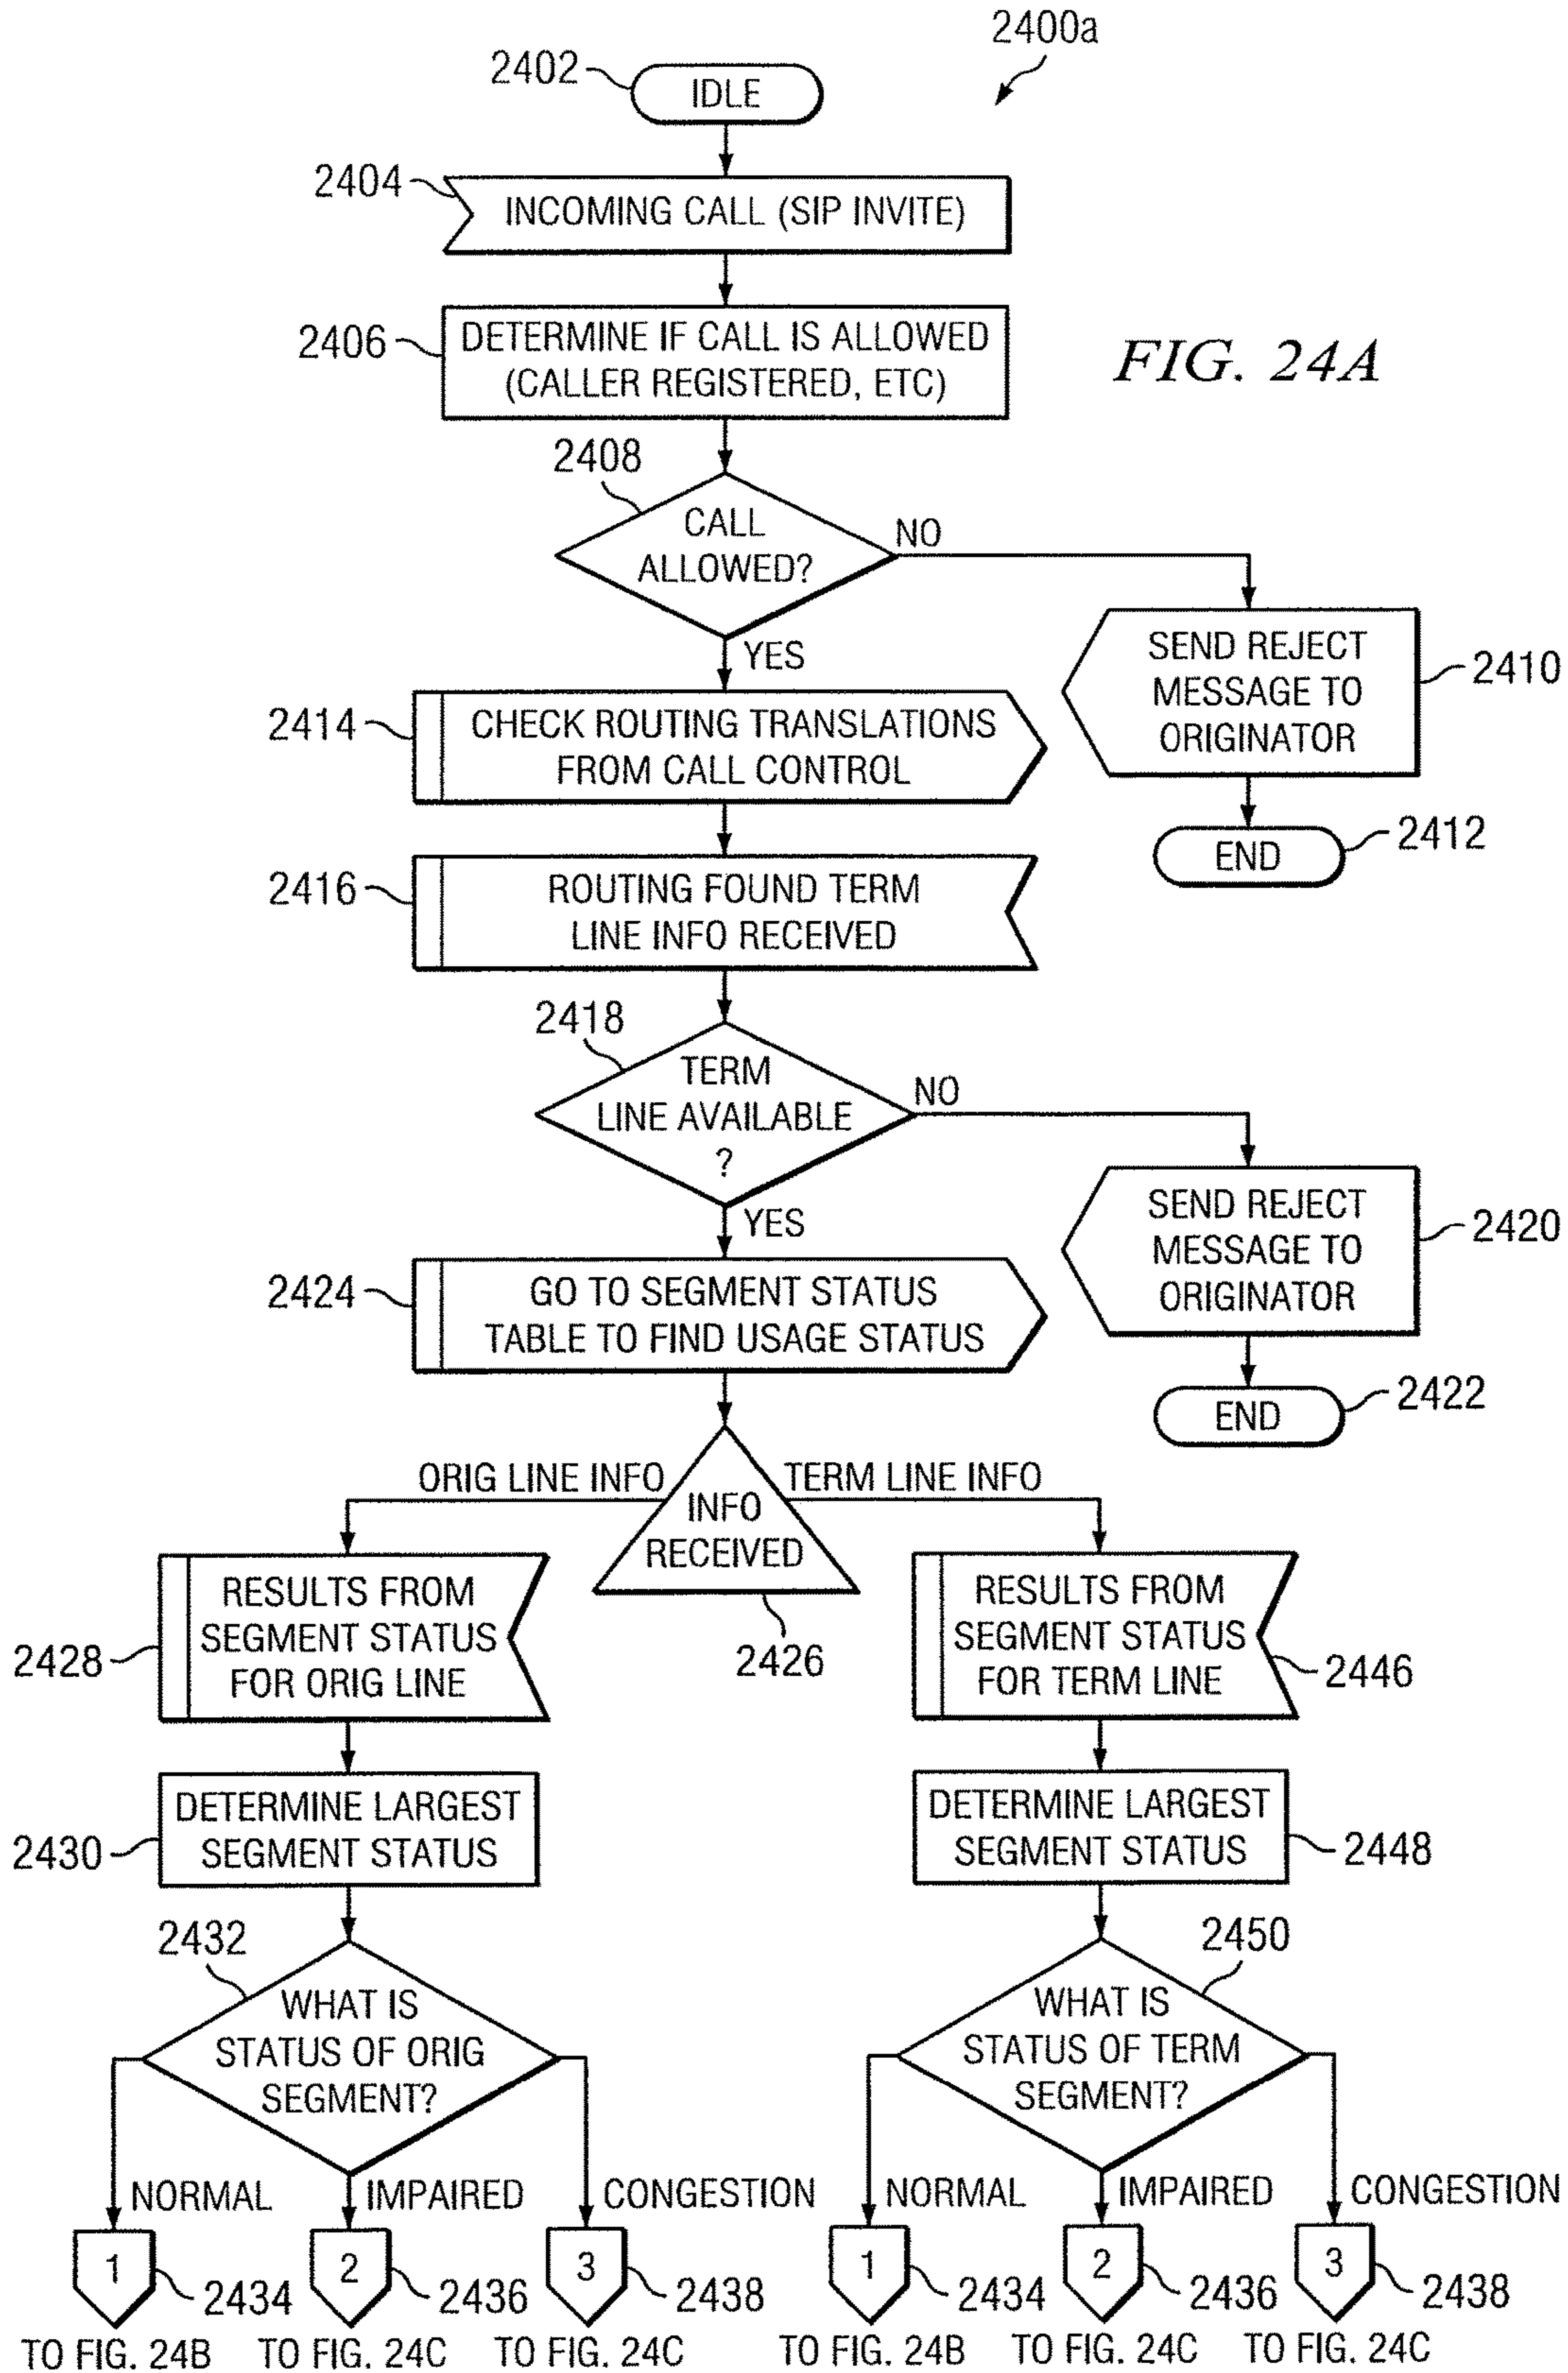 2400a
2402
IDLE
2404
INCOMING CALL (SIP INVITE)
2406
DETERMINE IF CALL IS ALLOWED
(CALLER REGISTERED, ETC)
FIG. 24A
2408
CALL
ALLOWED?
NO
YES
SEND REJECT
MESSAGE TO
ORIGINATOR
2410
END
2412
2414
CHECK ROUTING TRANSLATIONS
FROM CALL CONTROL
2416
ROUTING FOUND TERM
LINE INFO RECEIVED
2418
TERM
LINE AVAILABLE
?
NO
YES
SEND REJECT
MESSAGE TO
ORIGINATOR
2420
END
2422
2424
GO TO SEGMENT STATUS
TABLE TO FIND USAGE STATUS
ORIG LINE INFO
TERM LINE INFO
INFO
RECEIVED
2426
2428
RESULTS FROM
SEGMENT STATUS
FOR ORIG LINE
RESULTS FROM
SEGMENT STATUS
FOR TERM LINE
2446
2430
DETERMINE LARGEST
SEGMENT STATUS
DETERMINE LARGEST
SEGMENT STATUS
2448
2432
WHAT IS
STATUS OF ORIG
SEGMENT?
2450
WHAT IS
STATUS OF TERM
SEGMENT?
NORMAL
IMPAIRED
CONGESTION
NORMAL
IMPAIRED
CONGESTION
1
2434
2
2436
3
2438
1
2434
2
2436
3
2438
TO FIG. 24B
TO FIG. 24C
TO FIG. 24C
TO FIG. 24B
TO FIG. 24C
TO FIG. 24C